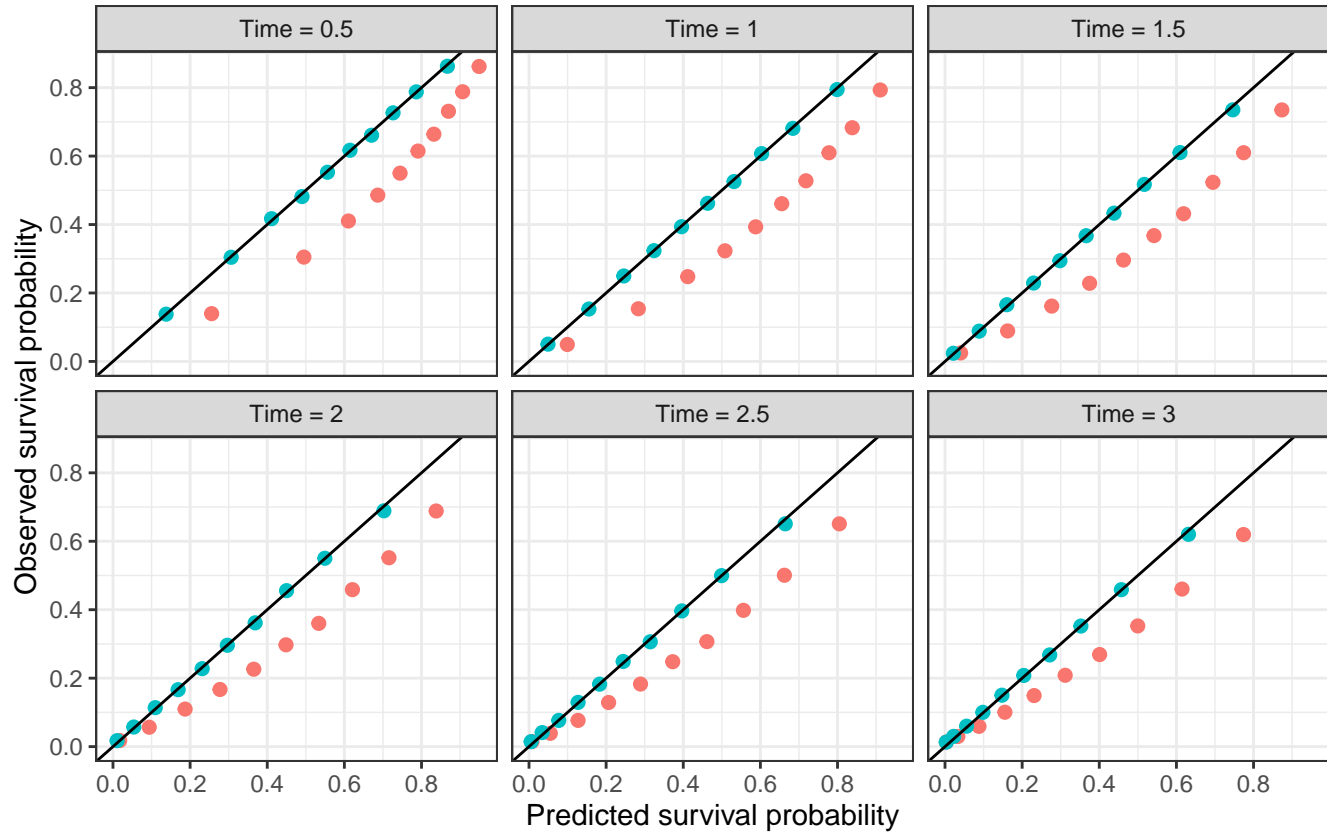 Time = 0.5
Time = 1
Time = 1.5
0.8
0.6
0.4
0.2
0.0
Time = 2
Time = 2.5
Time = 3
0.8
0.6
0.4
0.2
0.0
0.0 0.2 0.4 0.6 0.8
0.0 0.2 0.4 0.6 0.8
0.0 0.2 0.4 0.6 0.8
Observed survival probability
Predicted survival probability